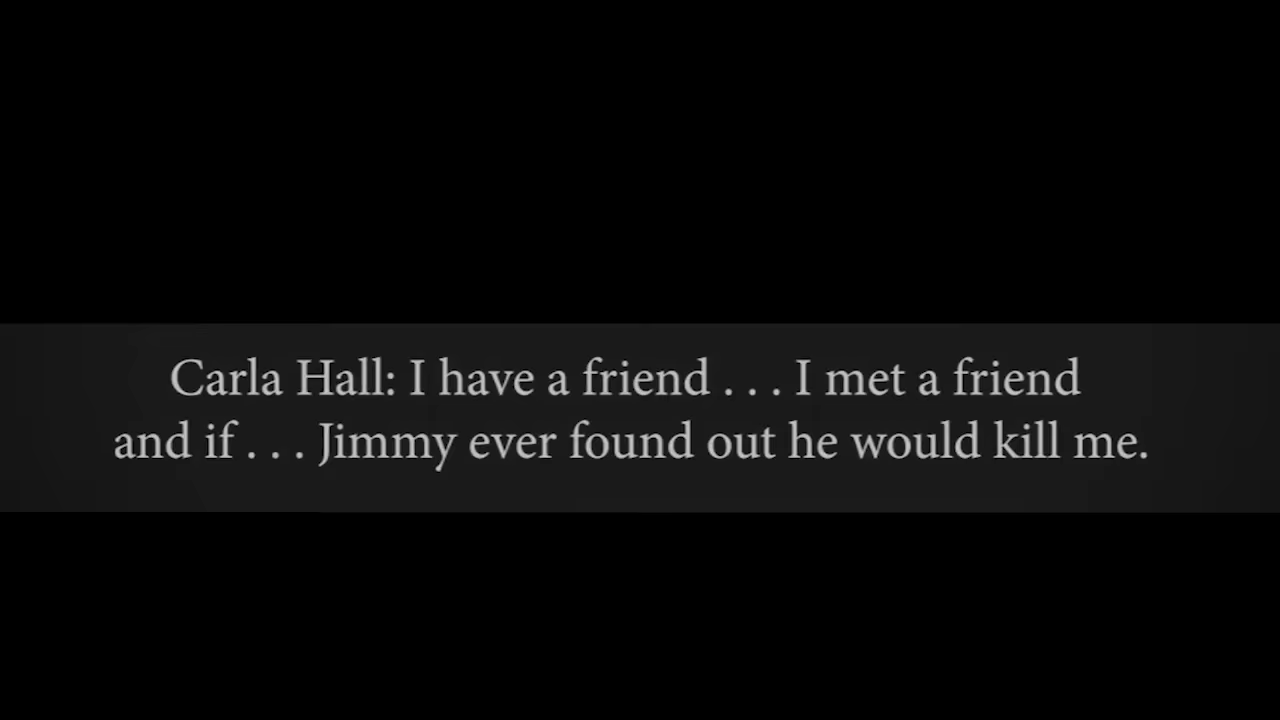 Carla Hall: I have a friend . . . I met a friend
and if . . . Jimmy ever found out he would kill me.